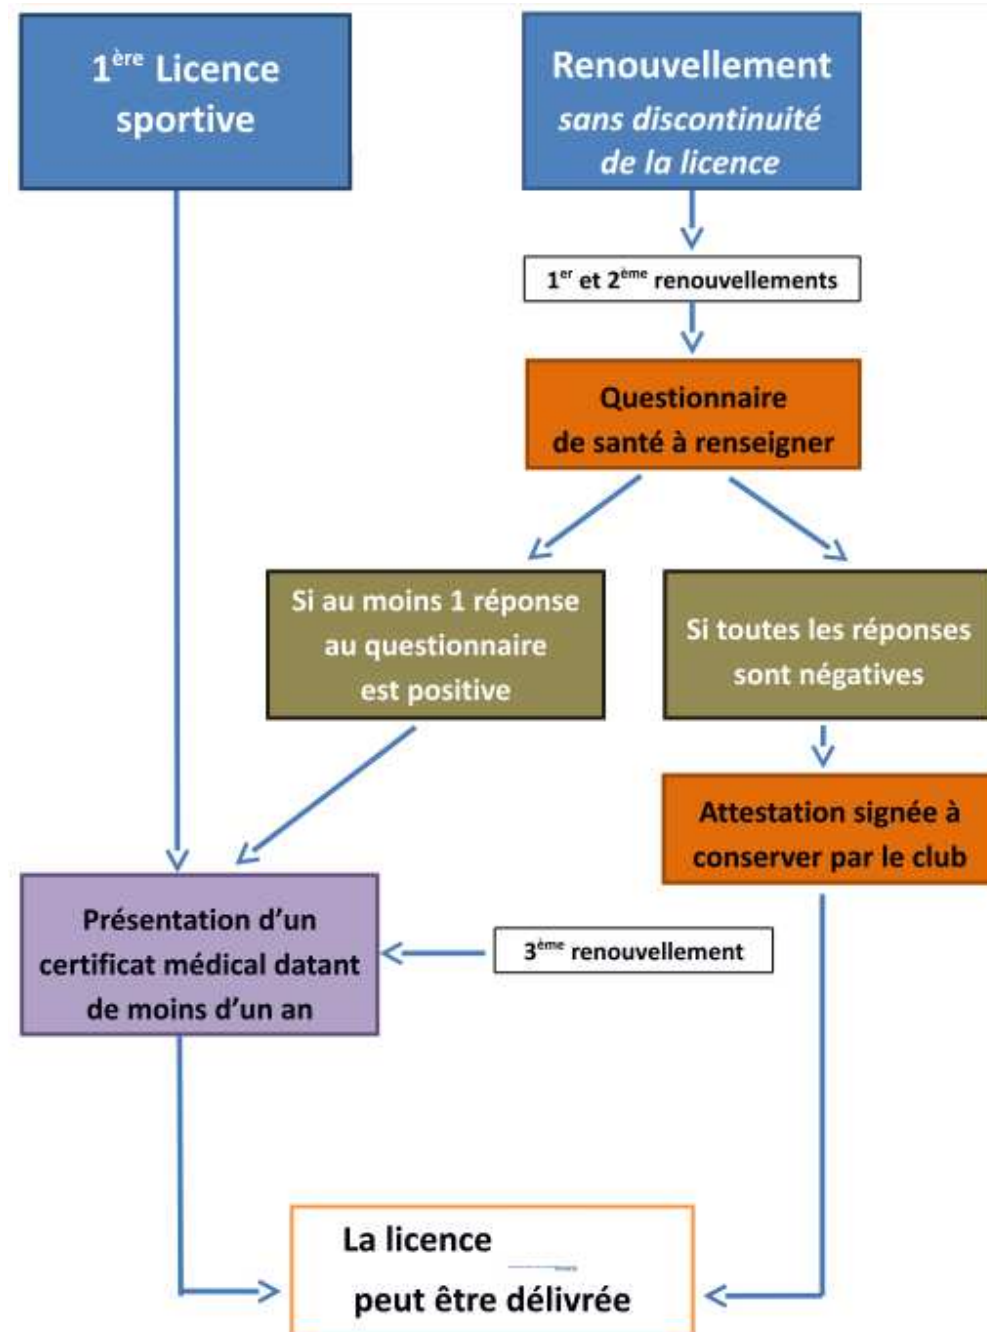 1ère Licence
sportive
Renouvellement
sans discontinuité
de la licence
1er et 2ème renouvellements
Questionnaire
de santé à renseigner
Si au moins 1 réponse
au questionnaire
est positive
Si toutes les réponses
sont négatives
Attestation signée à
conserver par le club
Présentation d’un
certificat médical datant
de moins d’un an
3ème renouvellement
La licence
peut être délivrée